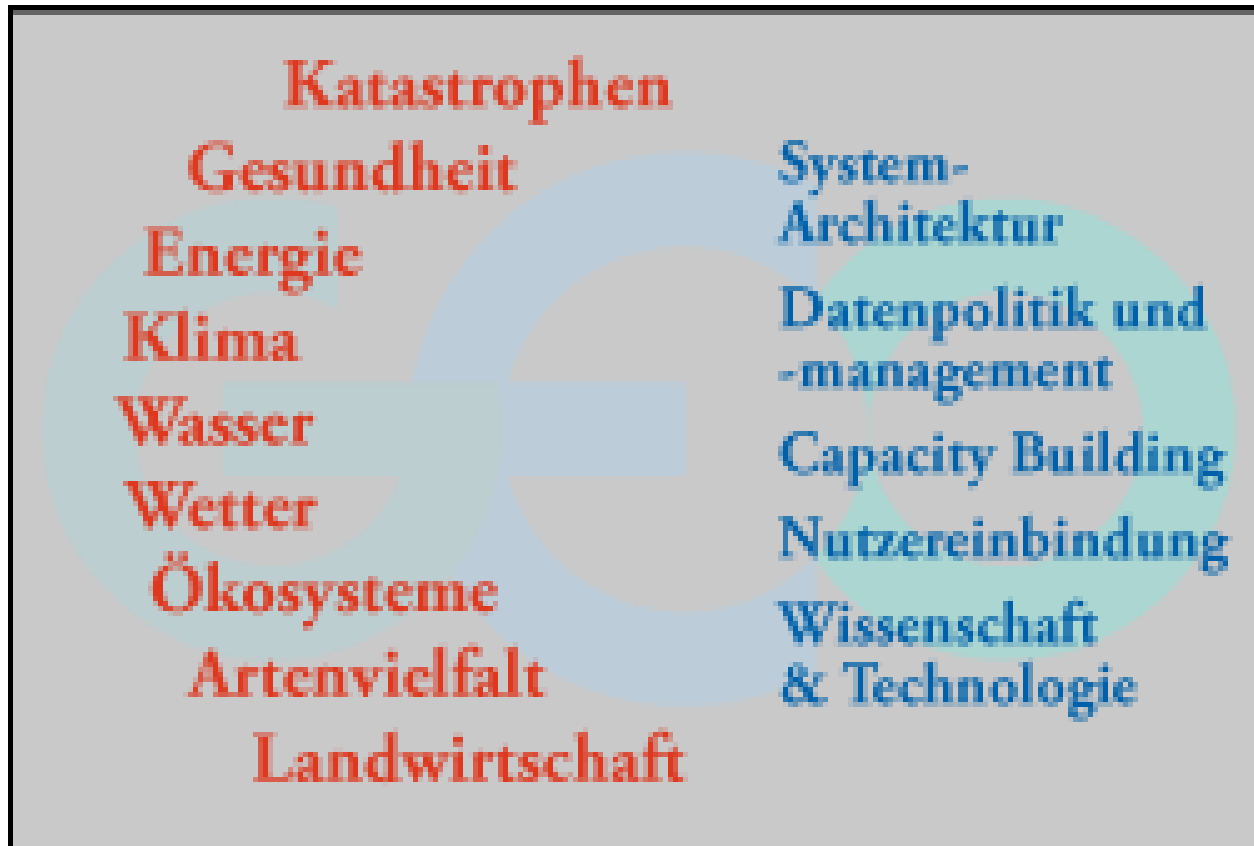 Katastrophen
Gesundheit
Energie
Klima
Wasser
Wetter
Ökosysteme
Artenvielfalt
Landwirtschaft
System-
Architektur
Datenpolitik und
-management
Capacity Building
Nutzereinbindung
Wissenschaft
& Technologie